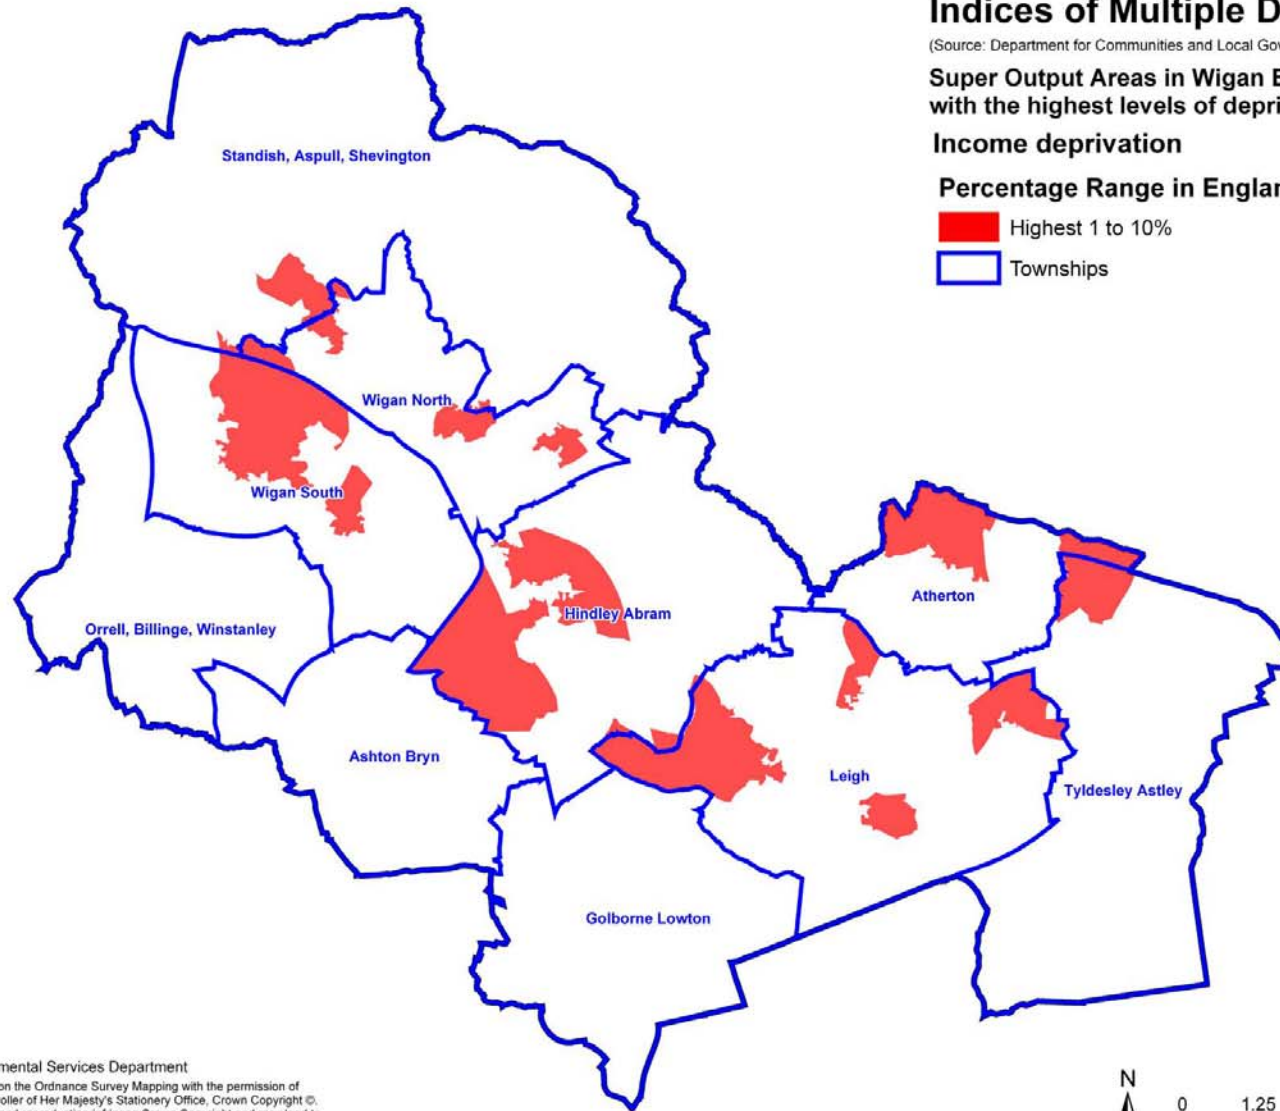 Indices of Multiple D
(Source: Department for Communities and Local Gov
Super Output Areas in Wigan B
with the highest levels of depri
Income deprivation
Percentage Range in Englan
Highest 1 to 10%
Townships
Standish, Aspull, Shevington
Wigan North
Wigan South
Atherton
Hindley Abram
Orrell, Billinge, Winstanley
Ashton Bryn
Leigh
Tyldesley Astley
Golborne Lowton
mental Services Department
on the Ordnance Survey Mapping with the permission of
oller of Her Majesty's Stationery Office, Crown Copyright ©.
N
0 1.25